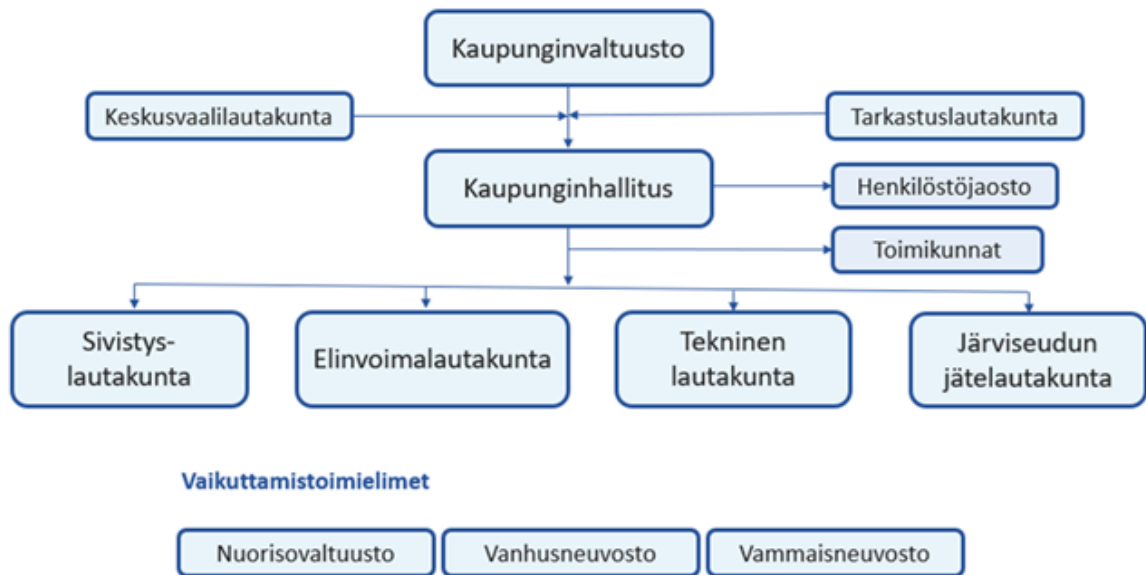 Kaupunginvaltuusto
Keskusvaalilautakunta
Tarkastuslautakunta
Kaupunginhallitus
Henkilöstöjaosto
Toimikunnat
Sivistys-
lautakunta
Elinvoimalautakunta
Tekninen
lautakunta
Järviseudun
jätelautakunta
Vaikuttamistoimielimet
Nuorisovaltuusto
Vanhusneuvosto
Vammaisneuvosto